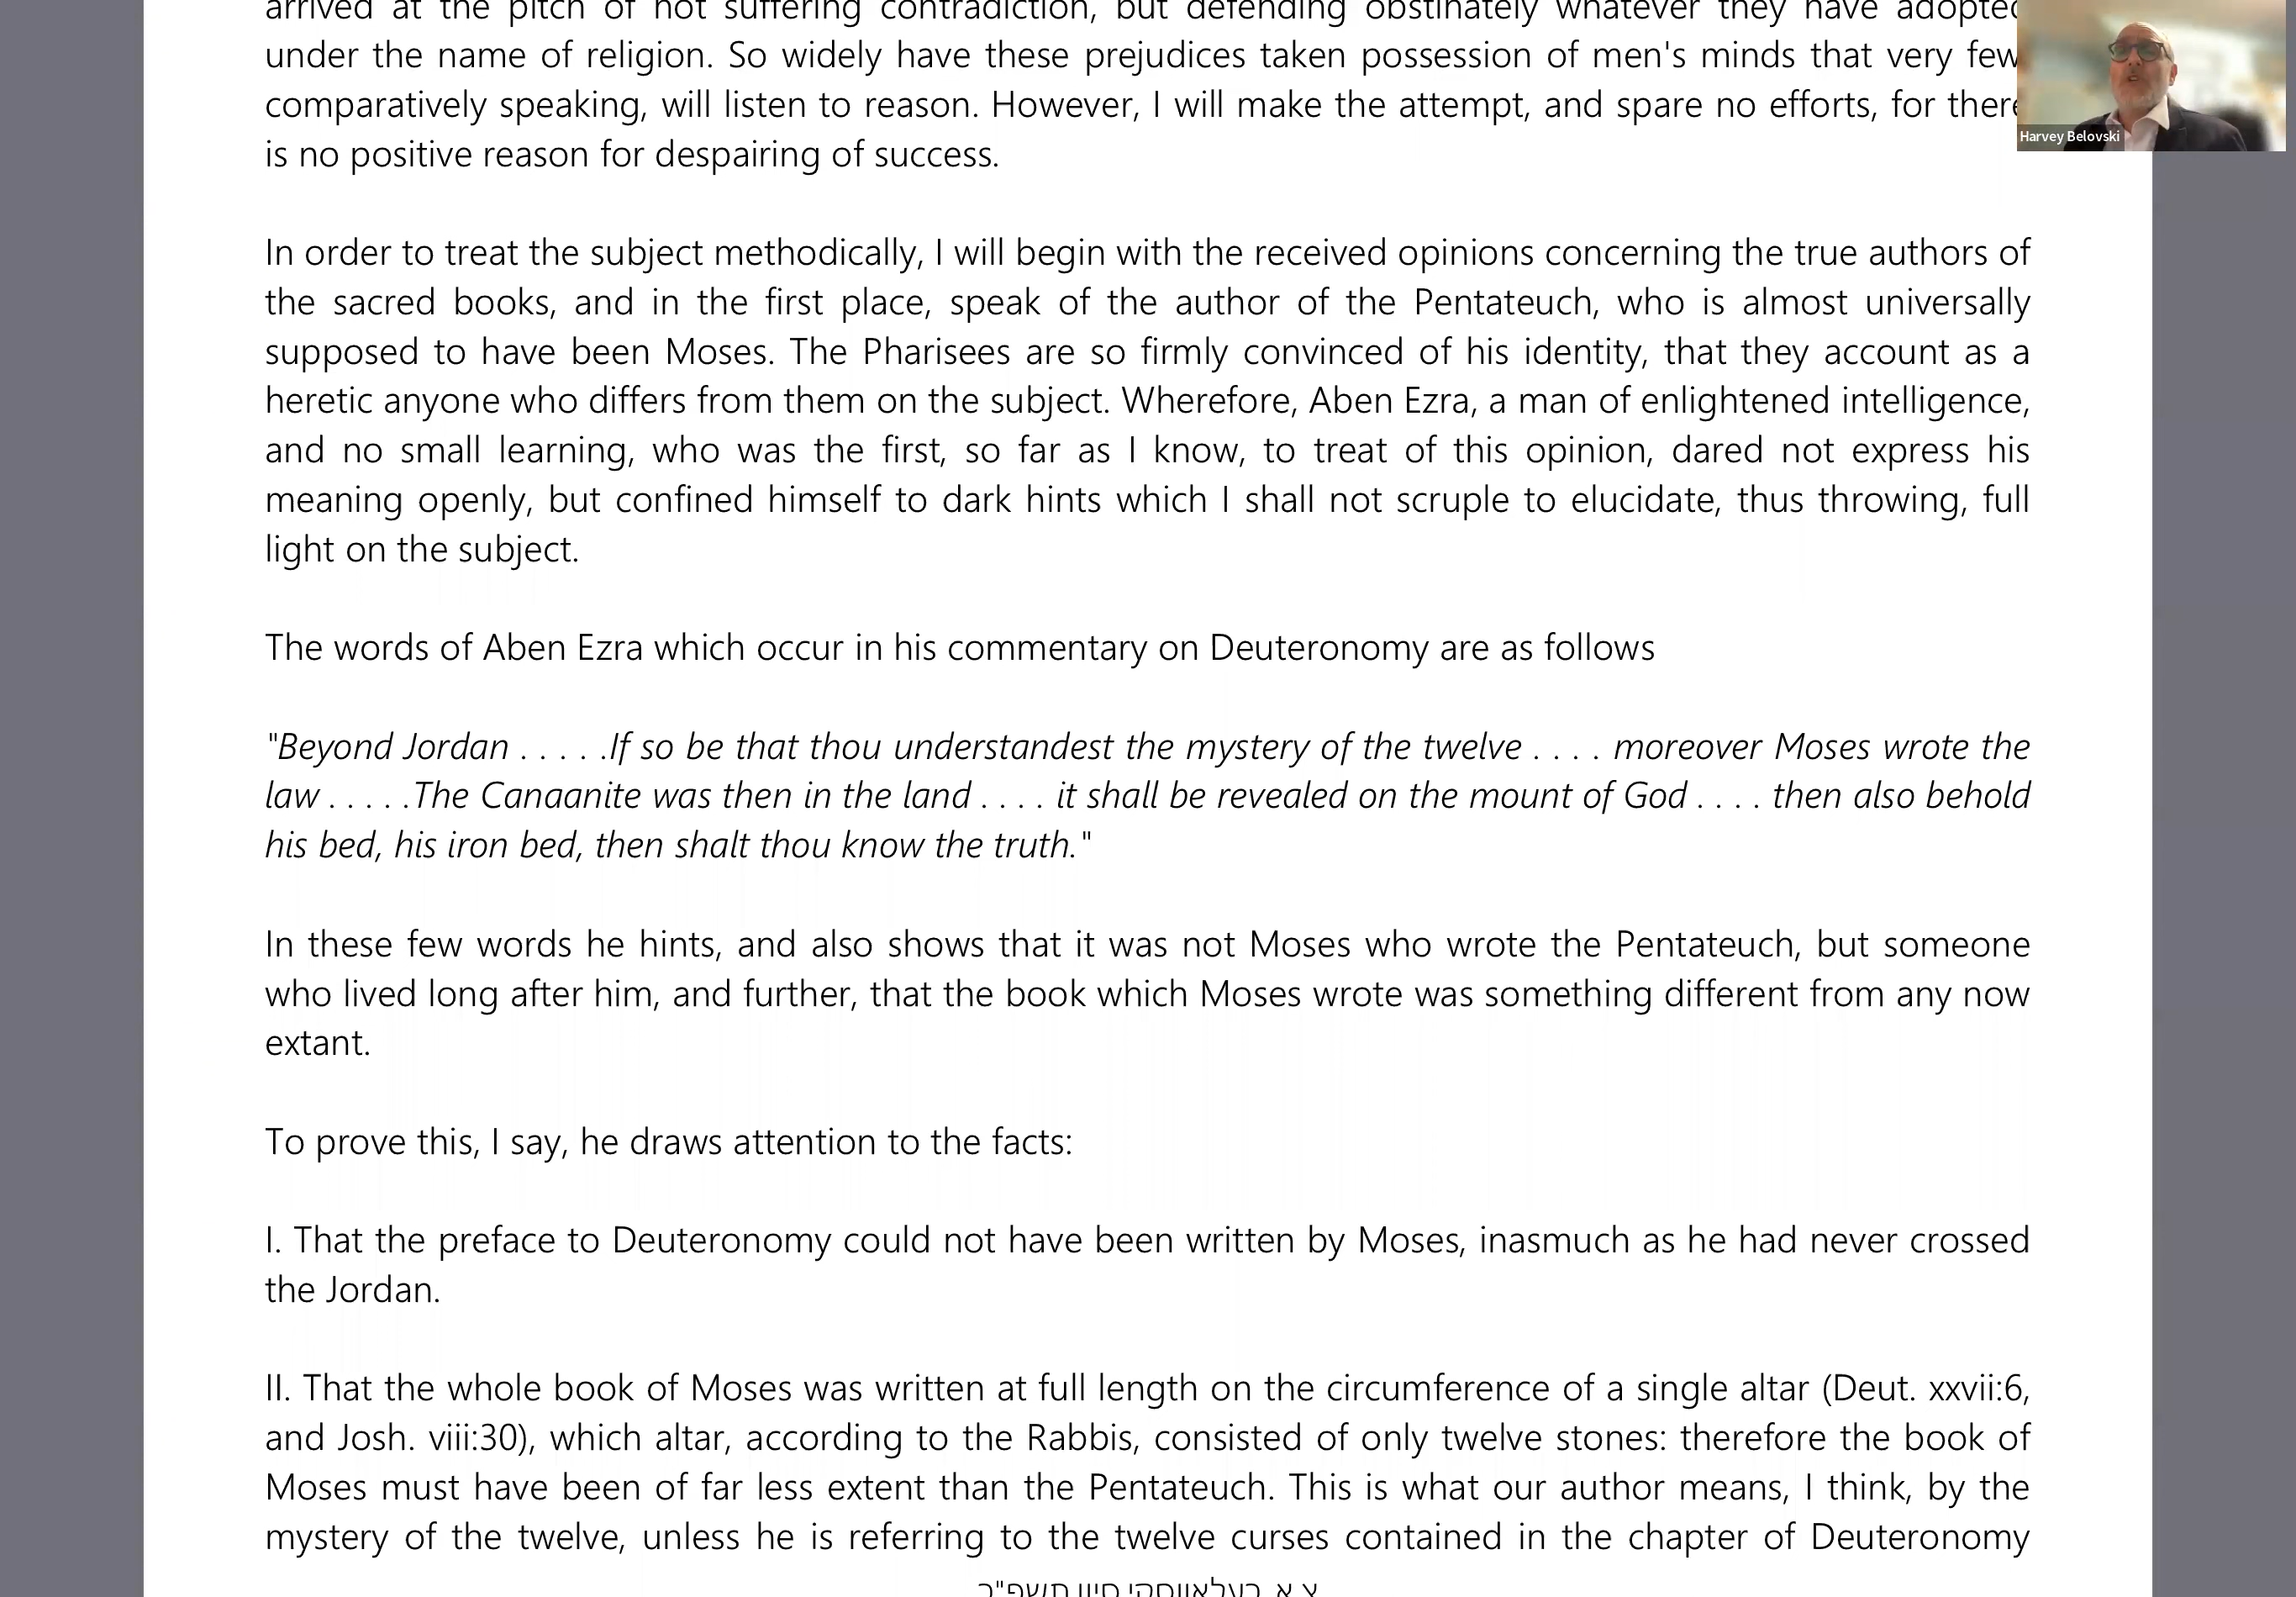 arrived at the pitch of not suffering contradiction, but defending obstinately whatever they have adopted
under the name of religion. So widely have these prejudices taken possession of men's minds that very few,
comparatively speaking, will listen to reason. However, I will make the attempt, and spare no efforts, for there
is no positive reason for despairing of success.
Harvey Belovski
In order to treat the subject methodically, I will begin with the received opinions concerning the true authors of
the sacred books, and in the first place, speak of the author of the Pentateuch, who is almost universally
supposed to have been Moses. The Pharisees are so firmly convinced of his identity, that they account as a
heretic anyone who differs from them on the subject. Wherefore, Aben Ezra, a man of enlightened intelligence,
and no small learning, who was the first, so far as I know, to treat of this opinion, dared not express his
meaning openly, but confined himself to dark hints which I shall not scruple to elucidate, thus throwing, full
light on the subject.
The words of Aben Ezra which occur in his commentary on Deuteronomy are as follows
"Beyond Jordan . . . . .If so be that thou understandest the mystery of the twelve . . . . moreover Moses wrote the
law . . . . .The Canaanite was then in the land . . . . it shall be revealed on the mount of God . . . . then also behold
his bed, his iron bed, then shalt thou know the truth."
In these few words he hints, and also shows that it was not Moses who wrote the Pentateuch, but someone
who lived long after him, and further, that the book which Moses wrote was something different from any now
extant.
To prove this, I say, he draws attention to the facts:
I. That the preface to Deuteronomy could not have been written by Moses, inasmuch as he had never crossed
the Jordan.
II. That the whole book of Moses was written at full length on the circumference of a single altar (Deut. xxvii:6,
and Josh. viii:30), which altar, according to the Rabbis, consisted of only twelve stones: therefore the book of
Moses must have been of far less extent than the Pentateuch. This is what our author means, I think, by the
mystery of the twelve, unless he is referring to the twelve curses contained in the chapter of Deuteronomy